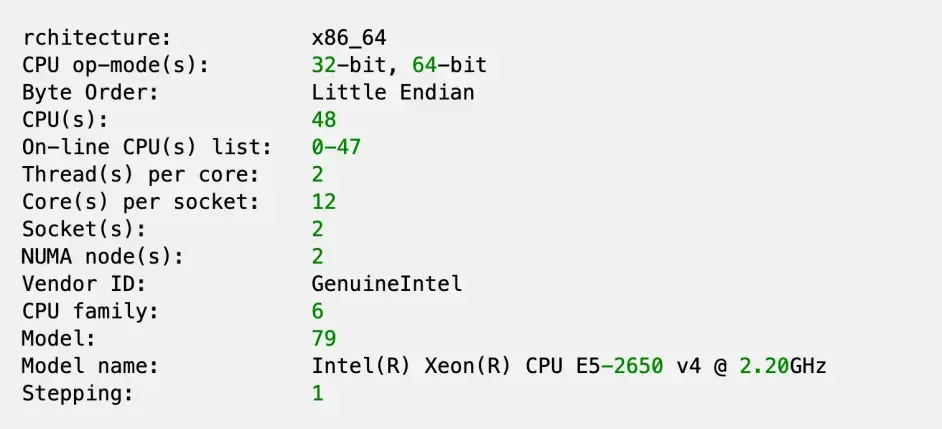 rchitecture: x86_64
CPU op-mode(s): 32-bit, 64-bit
Byte Order: Little Endian
CPU(s): 48
On-line CPU(s) list: 0-47
Thread(s) per core: 2
Core(s) per socket: 12
Socket(s): 2
NUMA node(s): 2
Vendor ID: GenuineIntel
CPU family: 6
Model: 79
Model name: Intel(R) Xeon(R) CPU E5-2650 v4 @ 2.20GHz
Stepping: 1